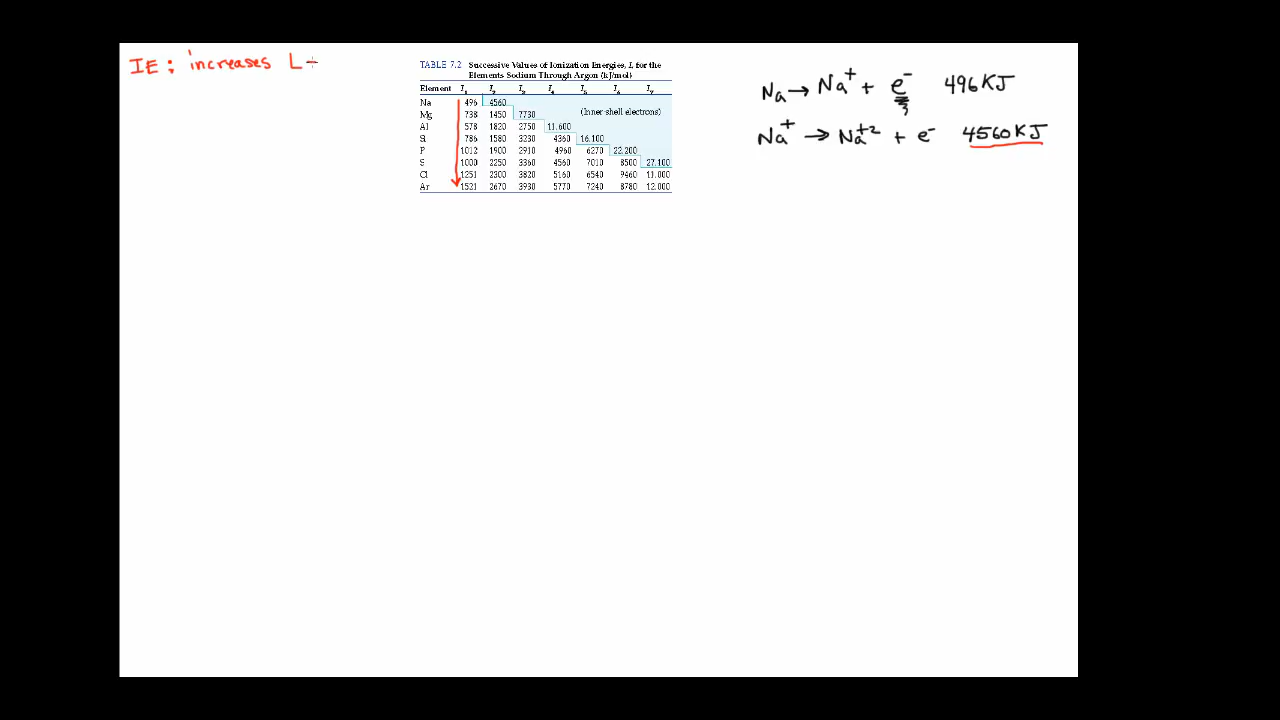 IE: increases L-
TABLE 7.2 Successive Values of Ionization Energies, I, for the
Elements Sodium Through Argon (kJ/mol)
Element I₁ I₂ I₃ I₄ I₅ I₆ I₇
Na 496 4560 (Inner-shell electrons)
Mg 738 1450 7730
Al 578 1820 2750 11,600
Si 786 1580 3230 4360 16,100
P 1012 1900 2910 4960 6270 22,200
S 1000 2250 3360 4560 7010 8500 27,100
Cl 1251 2300 3820 5160 6540 9460 11,000
Ar 1521 2670 3930 5770 7240 8780 12,000
Na → Na⁺ + e⁻ 496 KJ
Na⁺ → Na⁺² + e⁻ 4560 KJ